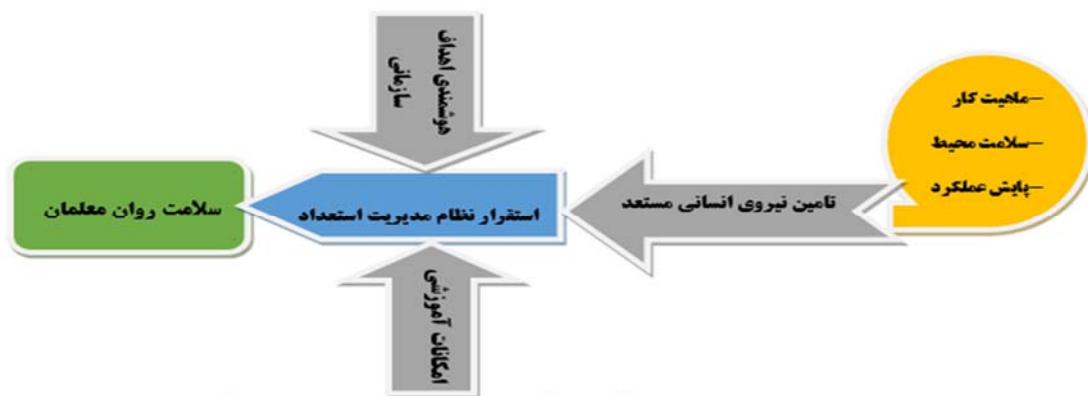 هوشمندی اهداف
سازمانی
–ماهیت کار
–سلامت محیط
–پایش عملکرد
تامین نیروی انسانی مستعد
استقرار نظام مدیریت استعداد
سلامت روان معلمان
امکانات آموزشی